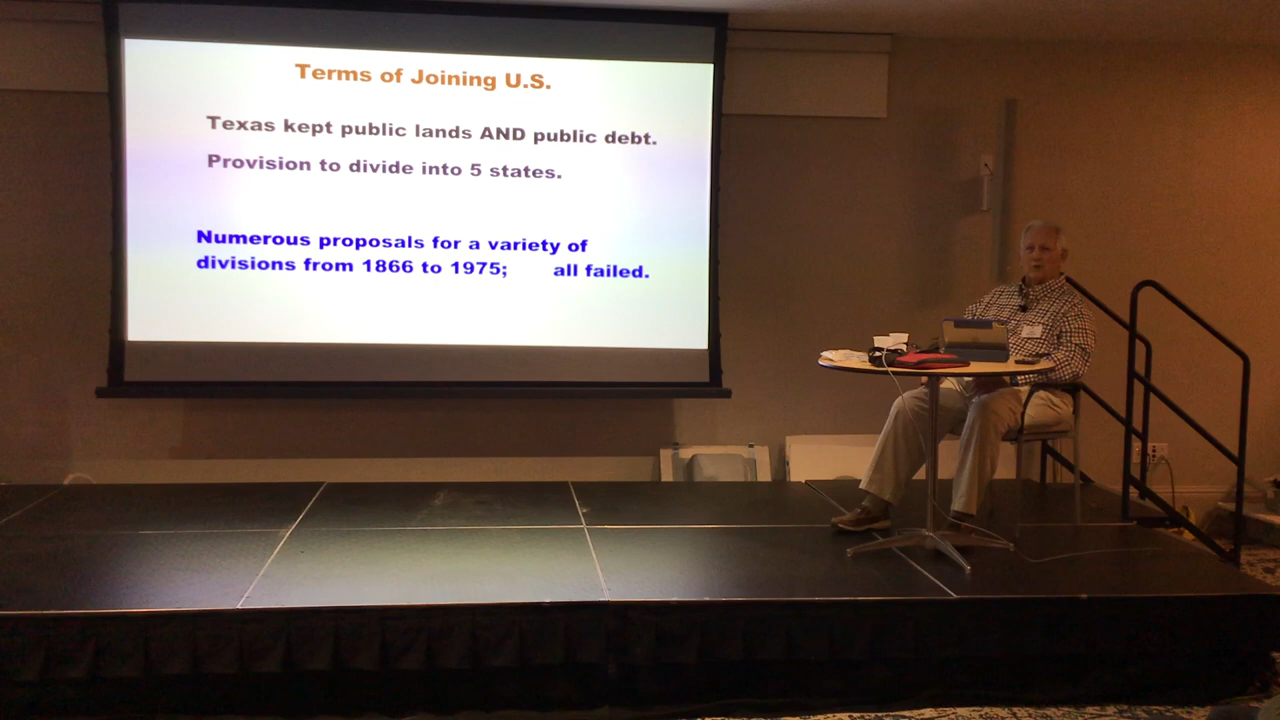 Terms of Joining U.S.
Texas kept public lands AND public debt.
Provision to divide into 5 states.
Numerous proposals for a variety of
divisions from 1866 to 1975; all failed.